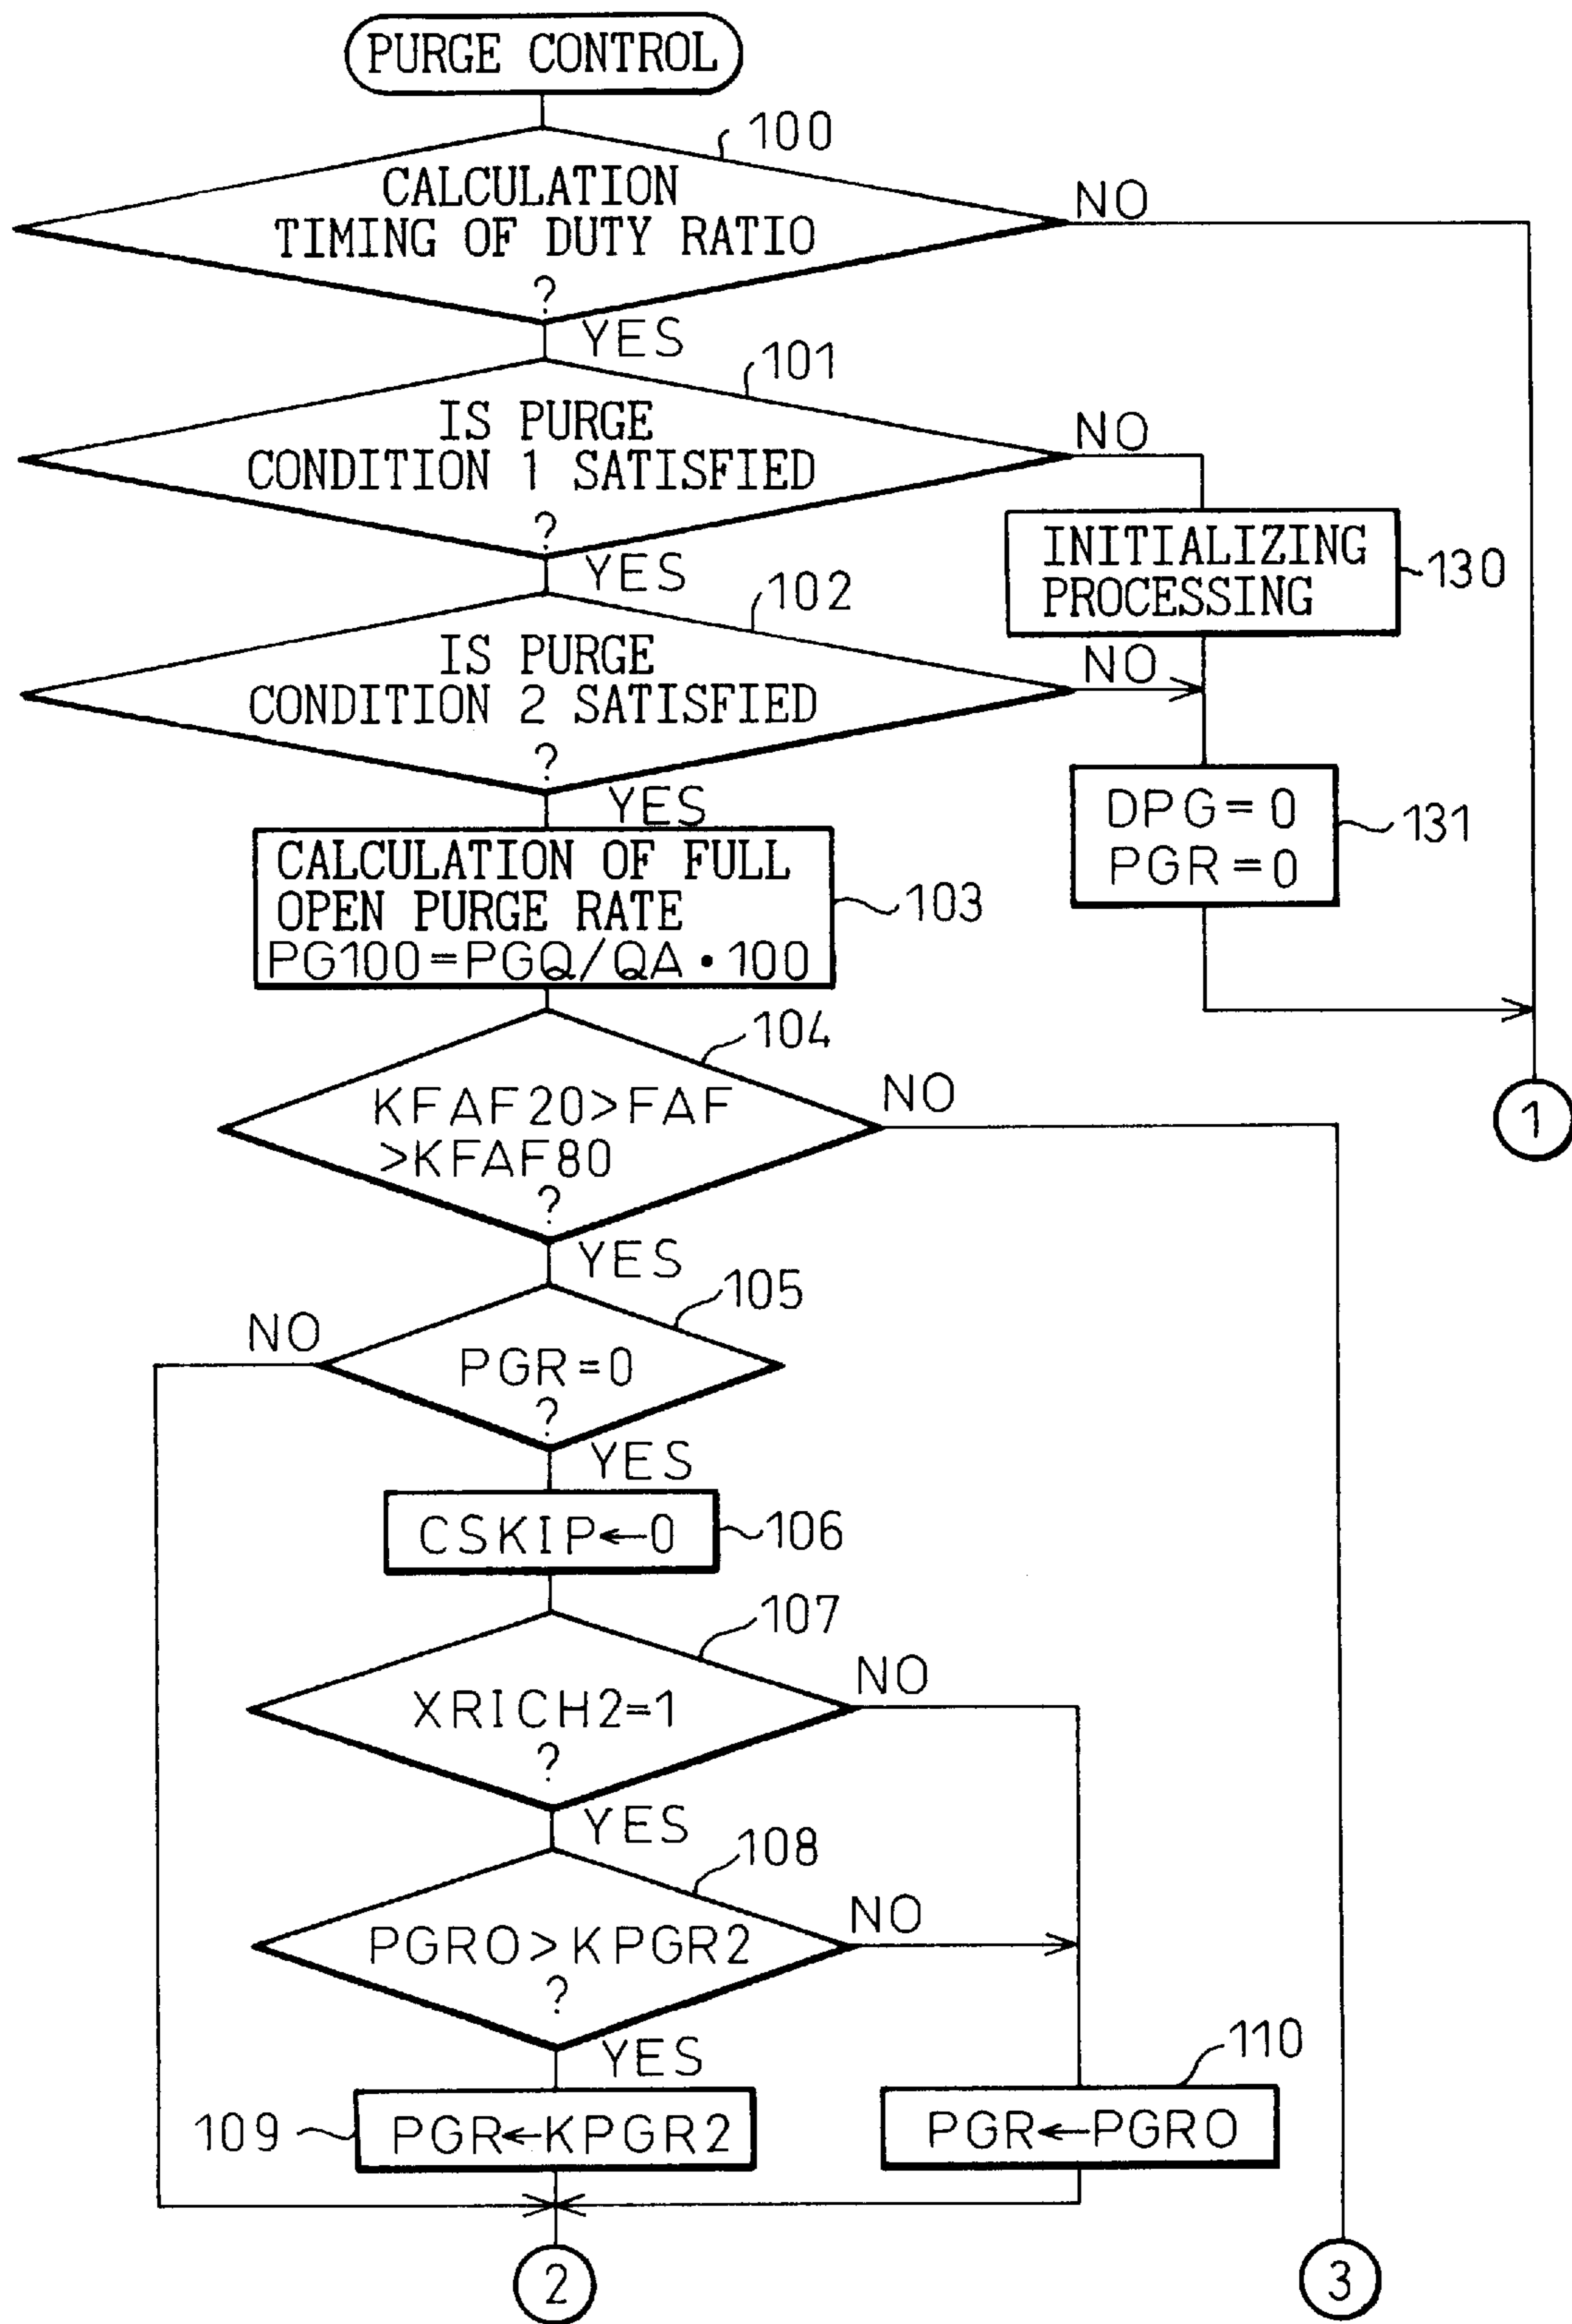 PURGE CONTROL
100
CALCULATION
TIMING OF DUTY RATIO
?
NO
YES
101
IS PURGE
CONDITION 1 SATISFIED
?
NO
YES
INITIALIZING
PROCESSING
130
102
IS PURGE
CONDITION 2 SATISFIED
?
NO
YES
DPG=0
PGR=0
131
CALCULATION OF FULL
OPEN PURGE RATE
PG100=PGQ/QA・100
103
104
KFAF20>FAF
>KFAF80
?
NO
1
YES
105
NO
PGR=0
?
YES
CSKIP←0
106
107
XRICH2=1
?
NO
YES
108
PGRO>KPGR2
?
NO
YES
109
PGR←KPGR2
110
PGR←PGRO
2
3